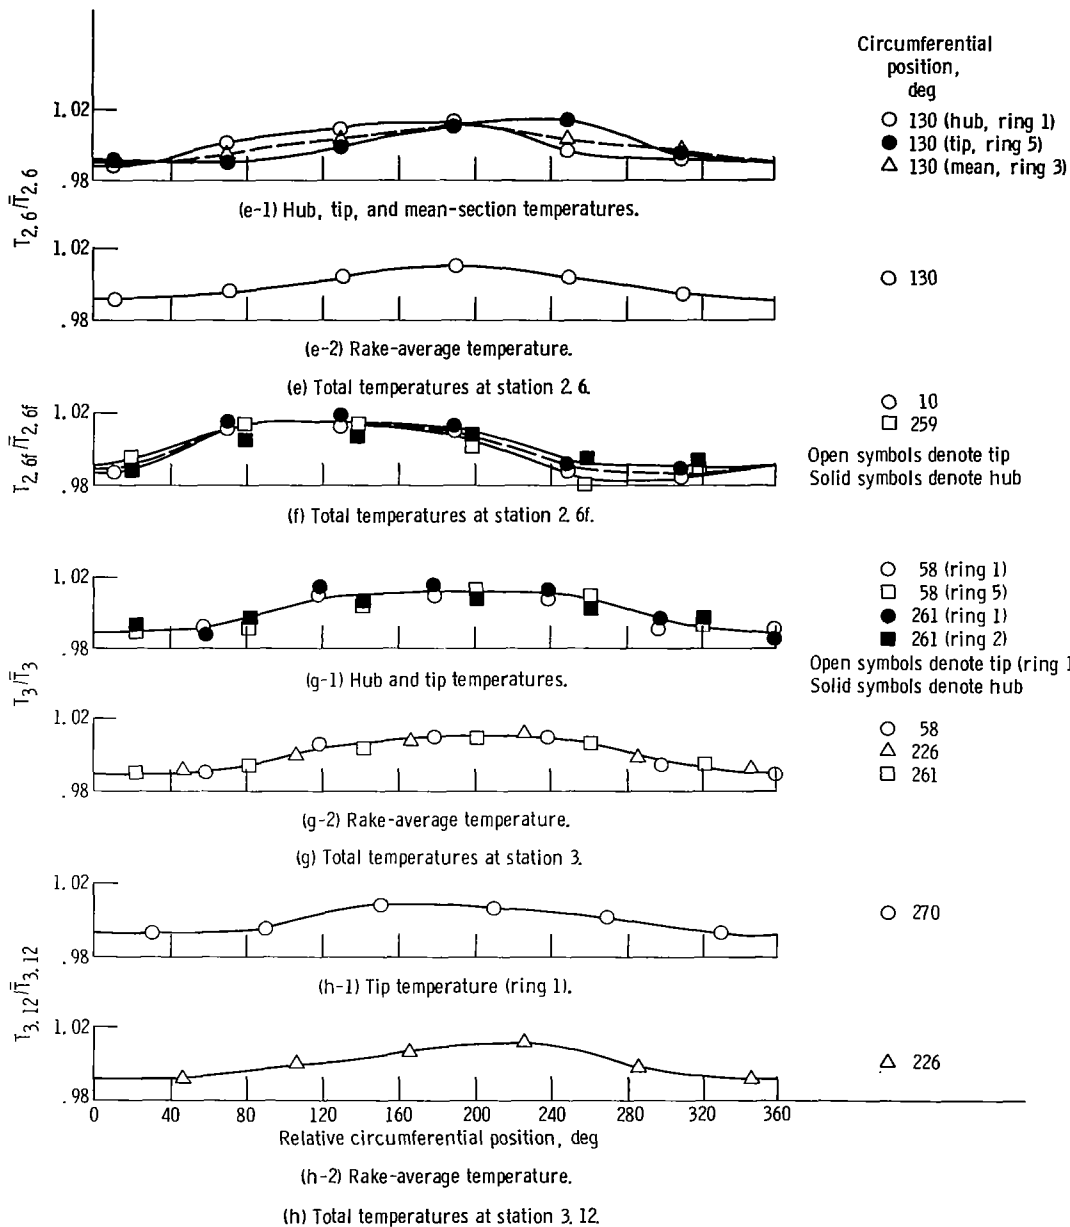 Circumferential
position,
deg
130 (hub, ring 1)
130 (tip, ring 5)
130 (mean, ring 3)
T2.6/T̄2.6
1.02
.98
(e-1) Hub, tip, and mean-section temperatures.
1.02
.98
130
(e-2) Rake-average temperature.
(e) Total temperatures at station 2.6.
T2.6f/T̄2.6f
1.02
.98
10
259
Open symbols denote tip
Solid symbols denote hub
(f) Total temperatures at station 2.6f.
T3/T̄3
1.02
.98
58 (ring 1)
58 (ring 5)
261 (ring 1)
261 (ring 2)
Open symbols denote tip (ring 1
Solid symbols denote hub
(g-1) Hub and tip temperatures.
1.02
.98
58
226
261
(g-2) Rake-average temperature.
(g) Total temperatures at station 3.
T3.12/T̄3.12
1.02
.98
270
(h-1) Tip temperature (ring 1).
1.02
.98
226
0 40 80 120 160 200 240 280 320 360
Relative circumferential position, deg
(h-2) Rake-average temperature.
(h) Total temperatures at station 3.12.